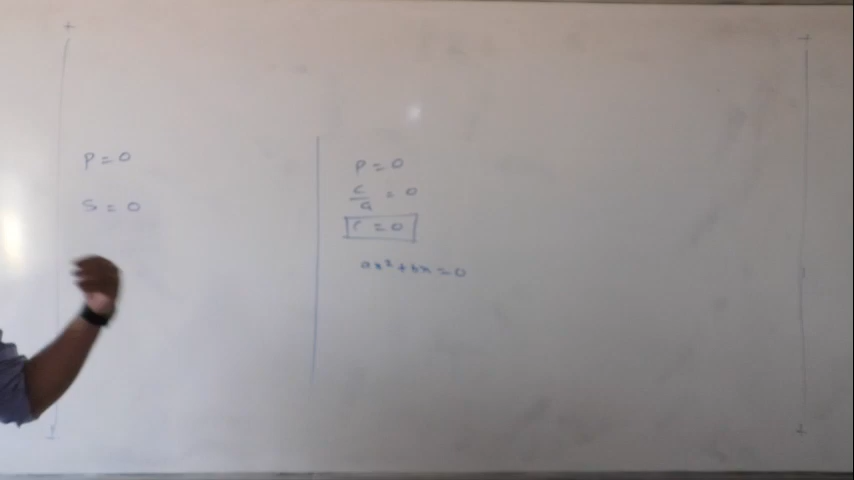 P = 0
S = 0
P = 0
c/a = 0
c = 0
ax² + bx = 0